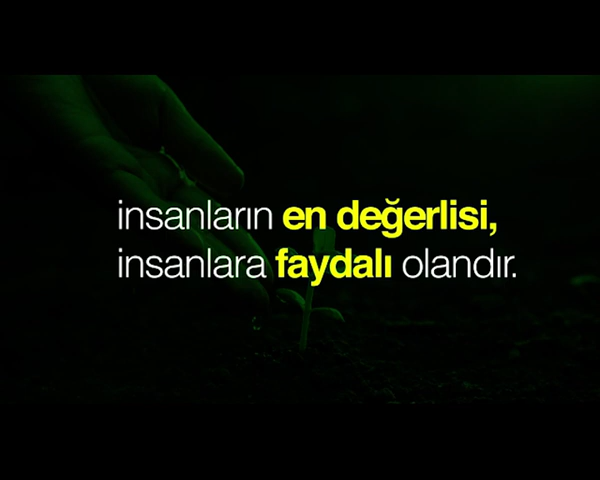 insanların en değerlisi,
insanlara faydalı olandır.